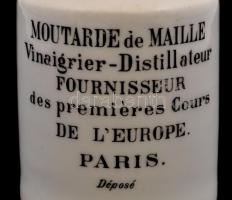 MOUTARDE de MAILLE
Vinaigrier-Distillateur
FOURNISSEUR
des premières Cours
DE L'EUROPE.
PARIS.
Déposé